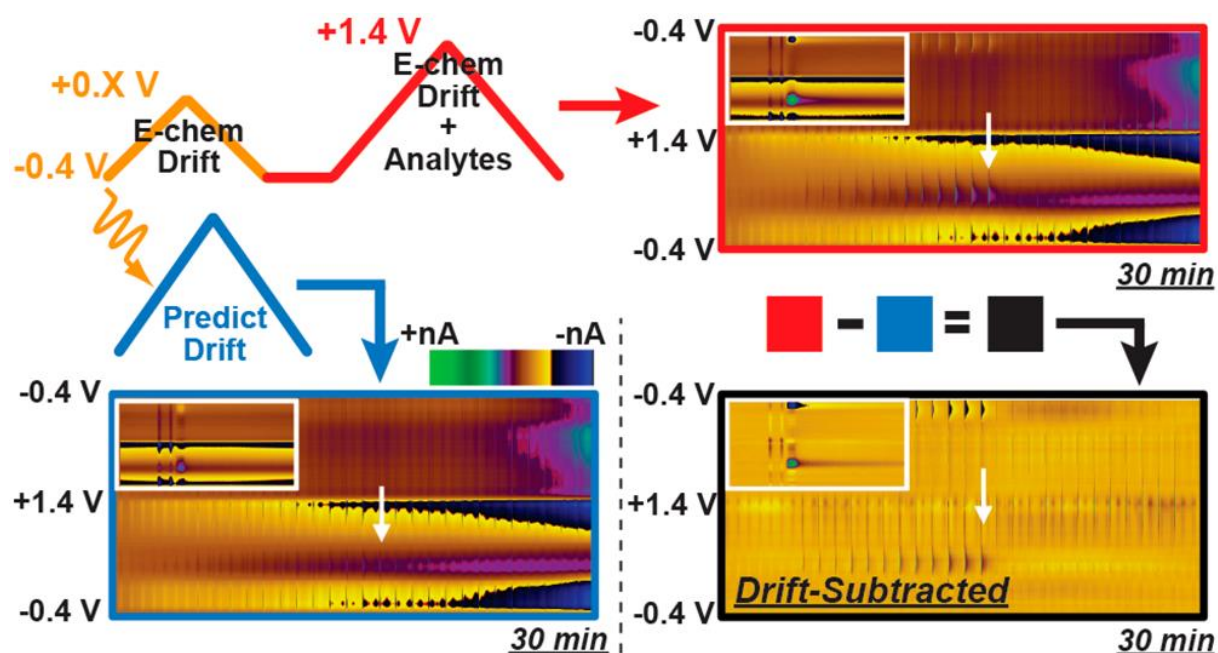 +1.4 V
E-chem
Drift
+
Analytes
+0.X V
E-chem
Drift
-0.4 V
Predict
Drift
-0.4 V
+1.4 V
-0.4 V
30 min
+nA
-nA
-0.4 V
+1.4 V
-0.4 V
30 min
- =
-0.4 V
+1.4 V
-0.4 V
Drift-Subtracted
30 min